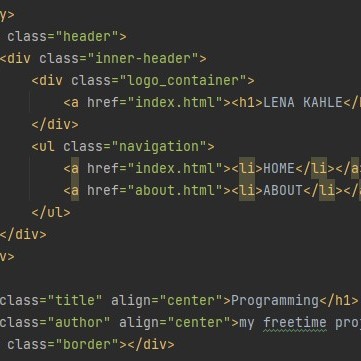 y>
class="header">
<div class="inner-header">
<div class="logo_container">
<a href="index.html"><h1>LENA KAHLE</
</div>
<ul class="navigation">
<a href="index.html"><li>HOME</li></a
<a href="about.html"><li>ABOUT</li></
</ul>
</div>
v>
class="title" align="center">Programming</h1>
class="author" align="center">my freetime pro
class="border"></div>